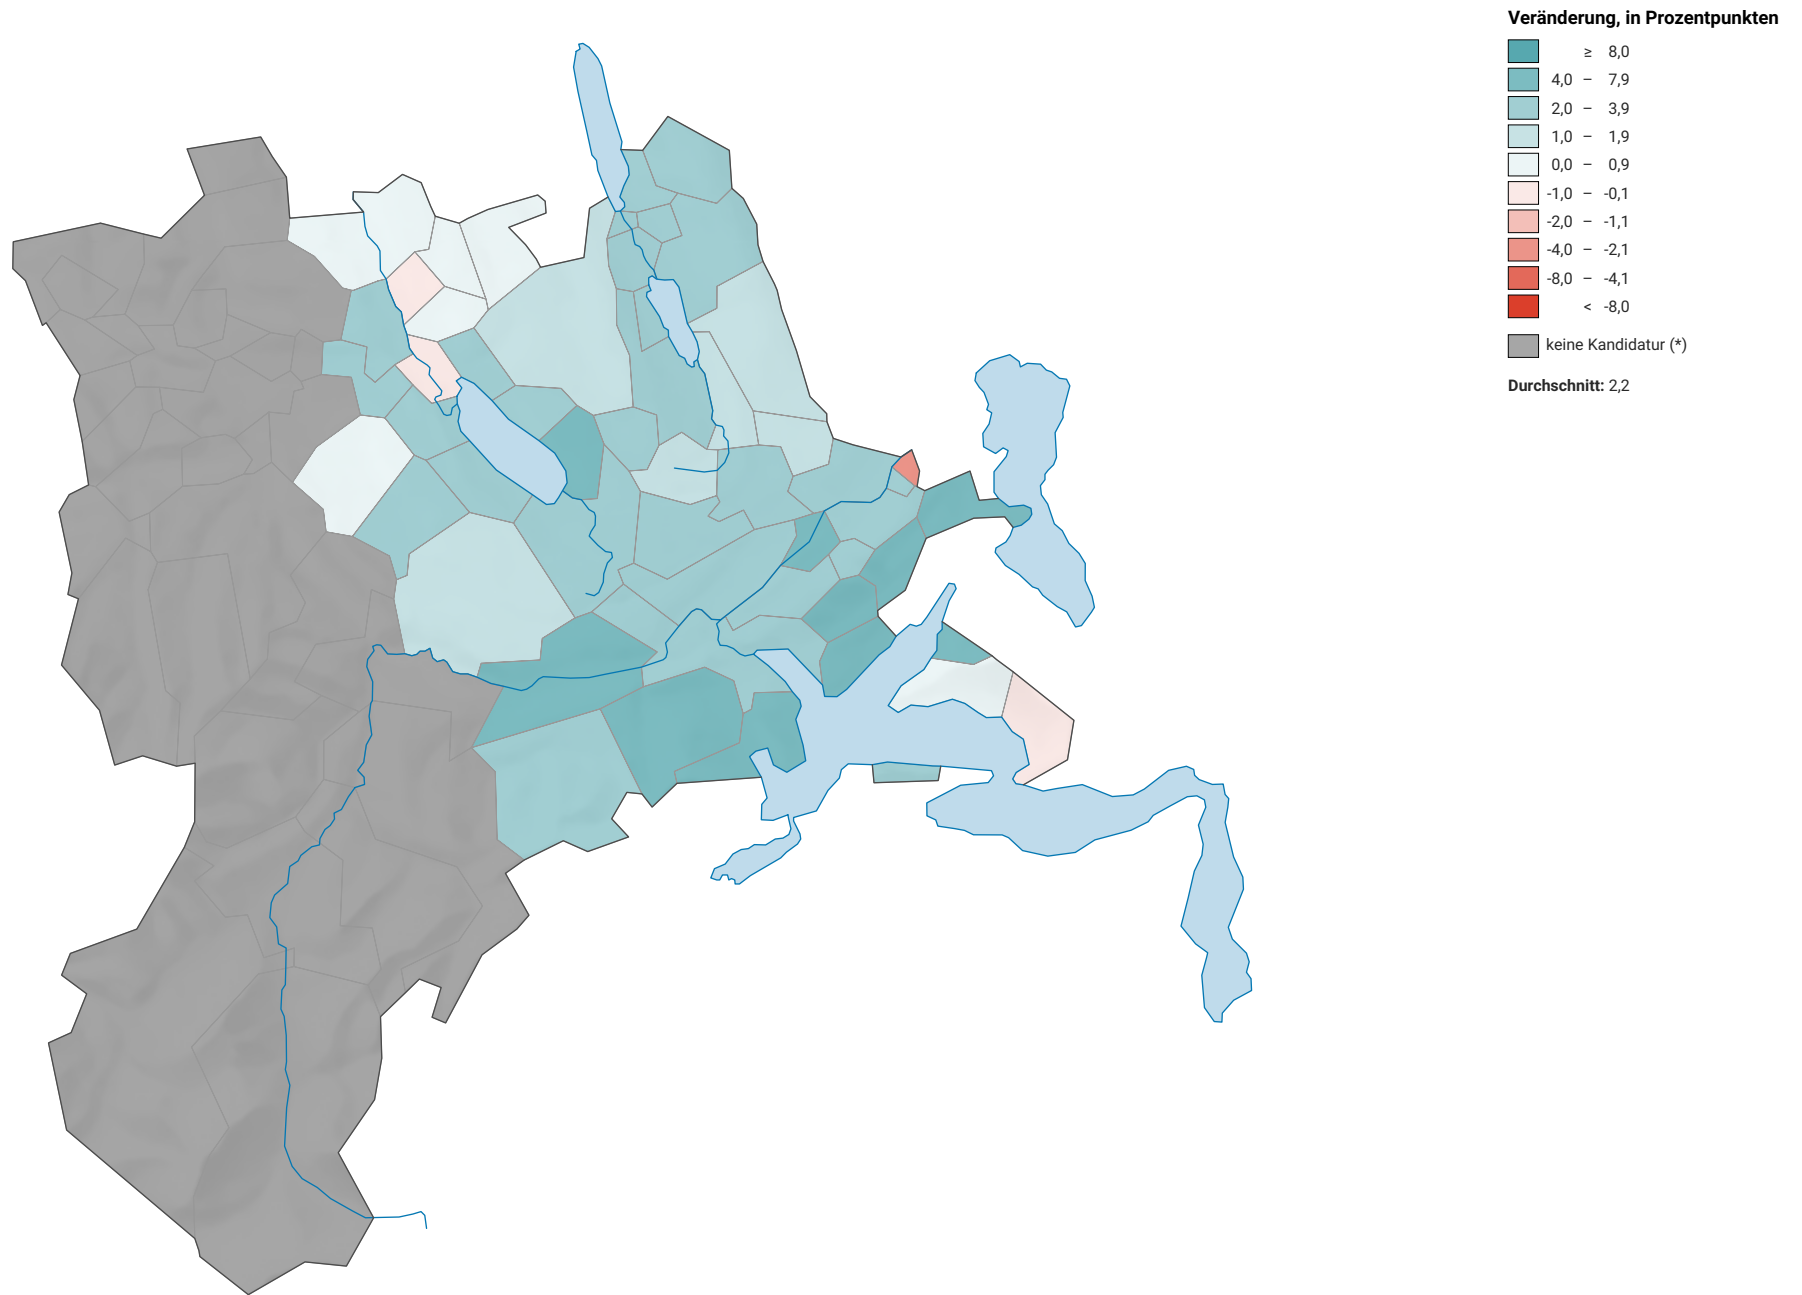 Veränderung, in Prozentpunkten
≥ 8,0
4,0 – 7,9
2,0 – 3,9
1,0 – 1,9
0,0 – 0,9
-1,0 – -0,1
-2,0 – -1,1
-4,0 – -2,1
-8,0 – -4,1
< -8,0
keine Kandidatur (*)
Durchschnitt: 2,2